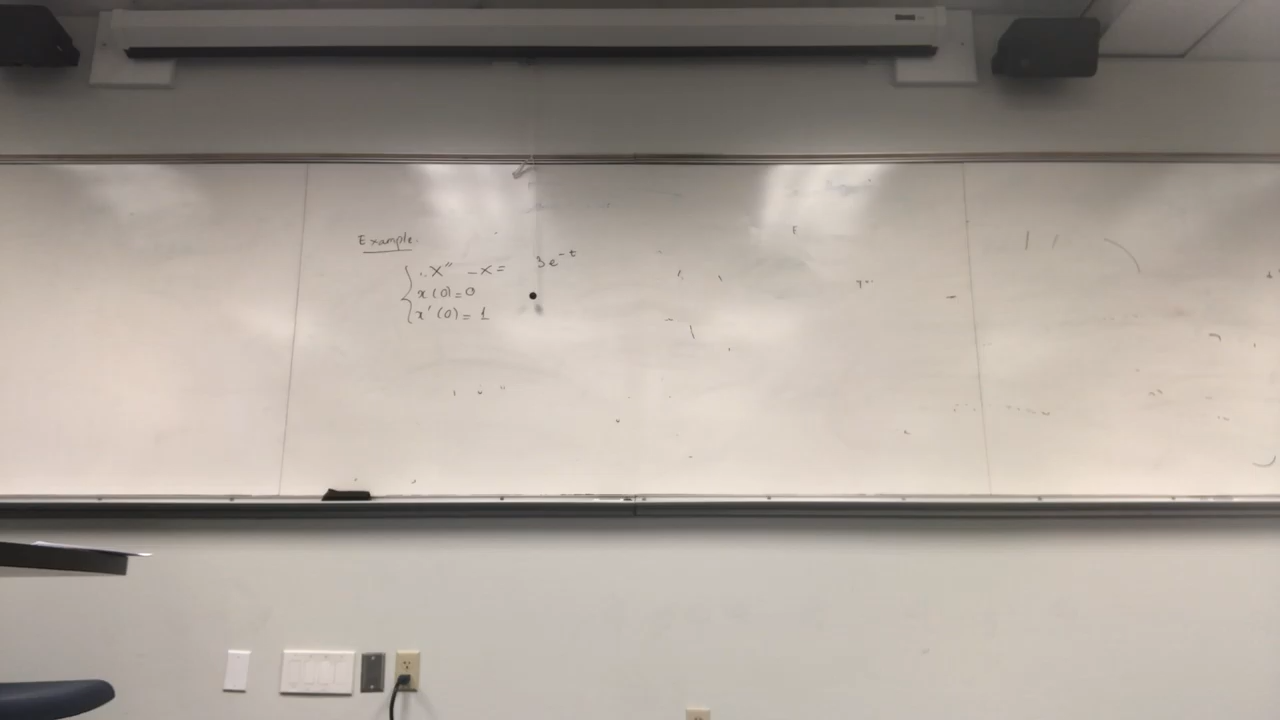 Example.
x'' - x = 3e^{-t}
x(0) = 0
x'(0) = 1